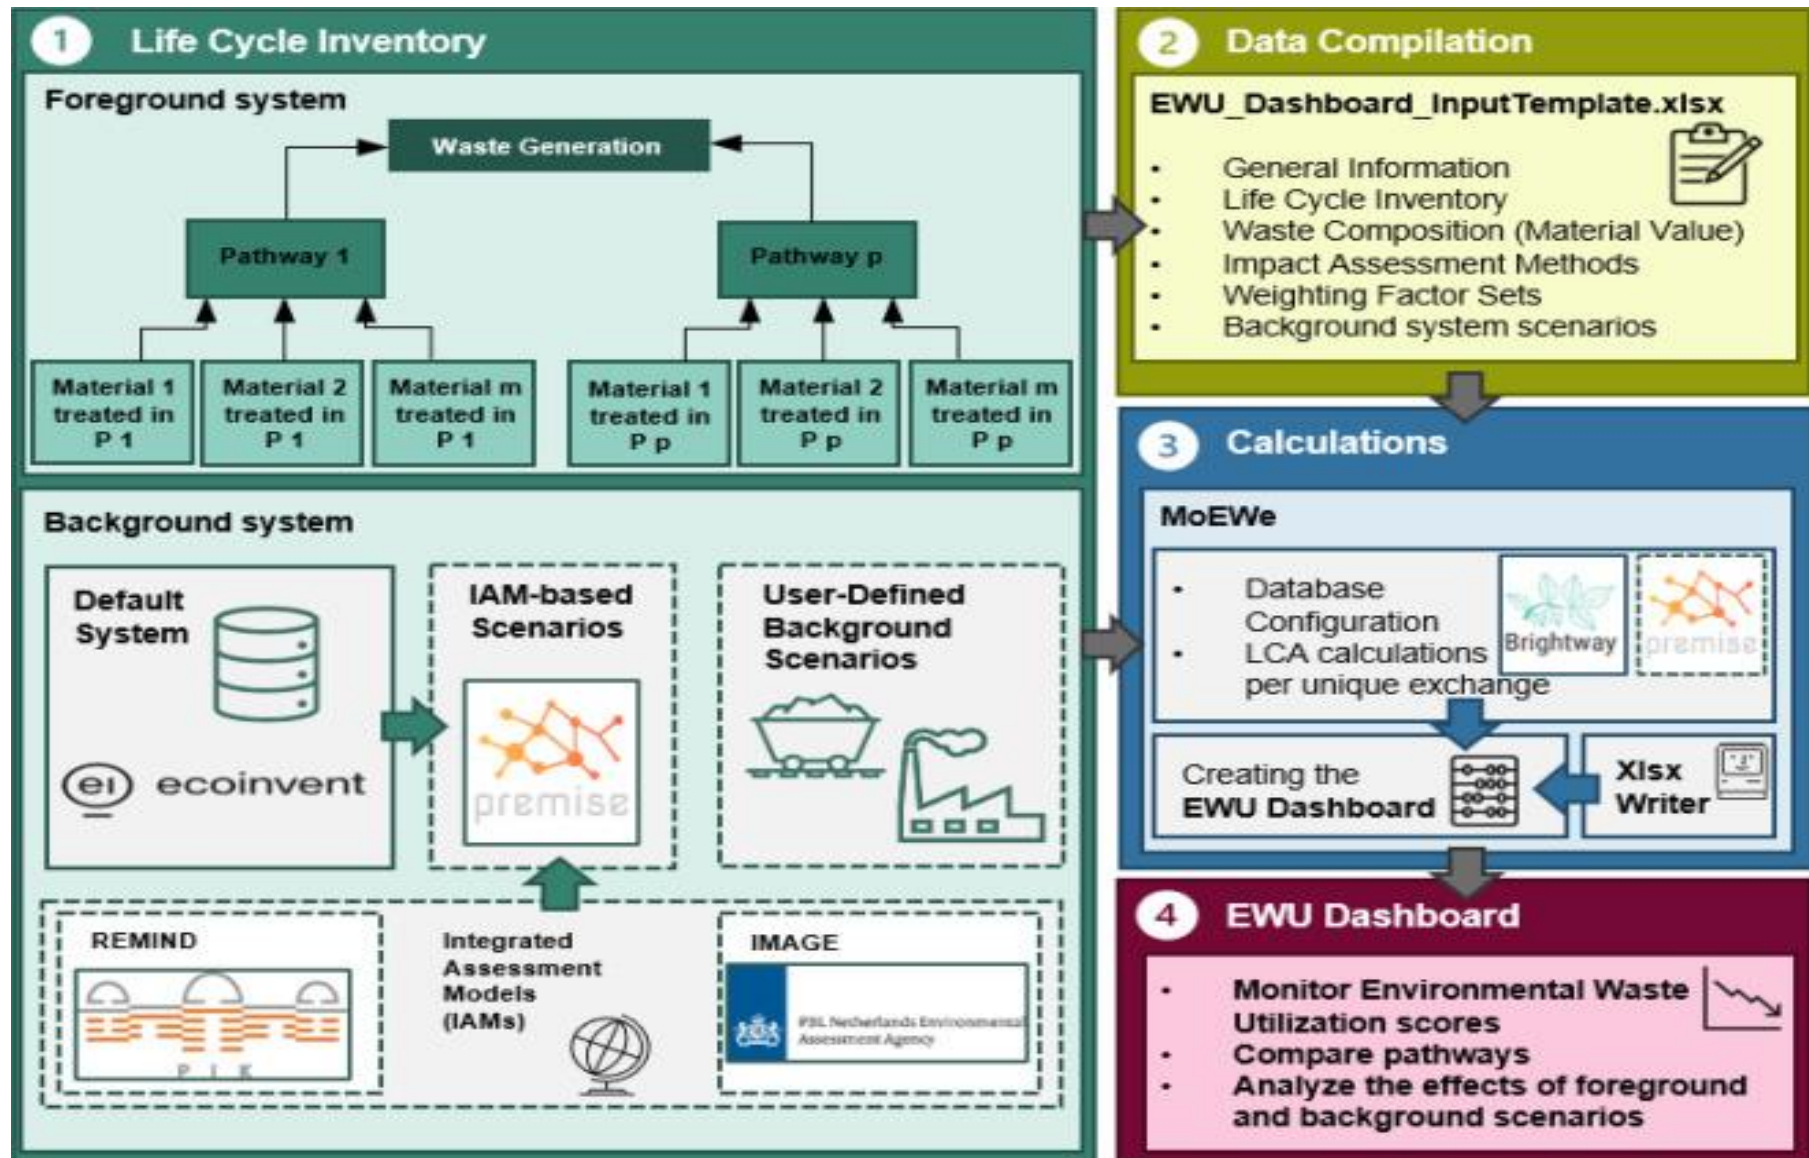 1 Life Cycle Inventory
Foreground system
Waste Generation
Pathway 1
Pathway p
Material 1
treated in
P 1
Material 2
treated in
P 1
Material m
treated in
P 1
Material 1
treated in
P p
Material 2
treated in
P p
Material m
treated in
P p
Background system
Default
System
ei ecoinvent
IAM-based
Scenarios
premise
User-Defined
Background
Scenarios
REMIND
P I K
Integrated
Assessment
Models
(IAMs)
IMAGE
PBL Netherlands Environmental
Assessment Agency
2 Data Compilation
EWU_Dashboard_InputTemplate.xlsx
• General Information
• Life Cycle Inventory
• Waste Composition (Material Value)
• Impact Assessment Methods
• Weighting Factor Sets
• Background system scenarios
3 Calculations
MoEWe
• Database
Configuration
• LCA calculations
per unique exchange
Brightway
premise
Creating the
EWU Dashboard
Xlsx
Writer
4 EWU Dashboard
• Monitor Environmental Waste
Utilization scores
• Compare pathways
• Analyze the effects of foreground
and background scenarios